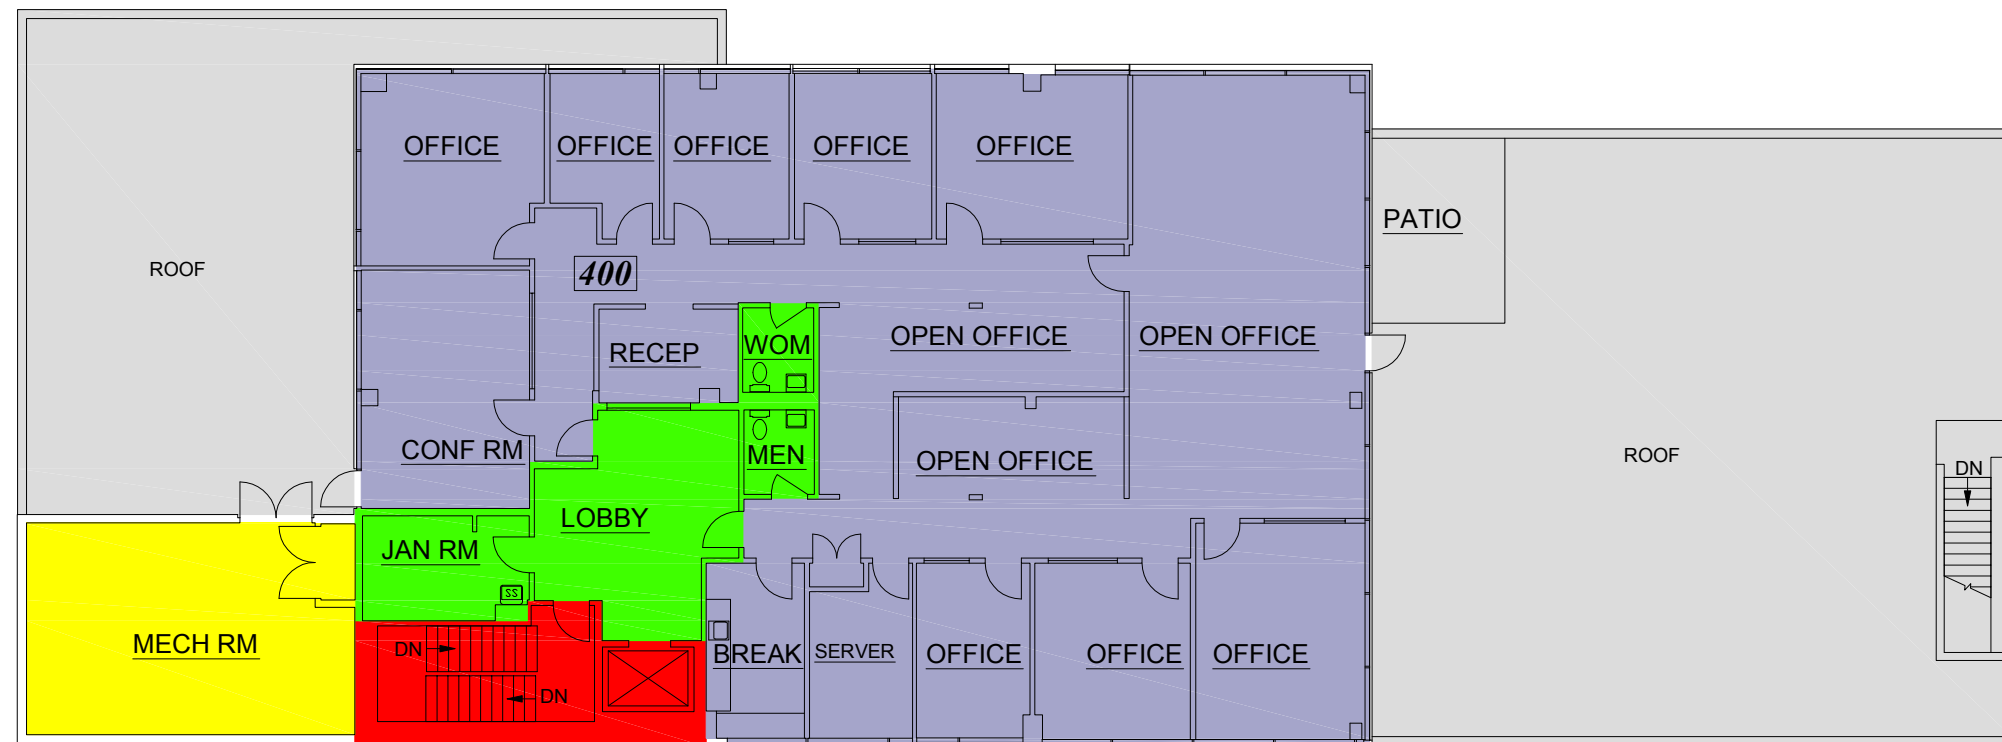 OFFICE OFFICE OFFICE OFFICE OFFICE
PATIO
ROOF
400
RECEP
WOM
OPEN OFFICE
OPEN OFFICE
CONF RM
MEN
OPEN OFFICE
ROOF
DN
LOBBY
JAN RM
SS
MECH RM
DN
BREAK
SERVER
OFFICE
OFFICE
OFFICE
DN